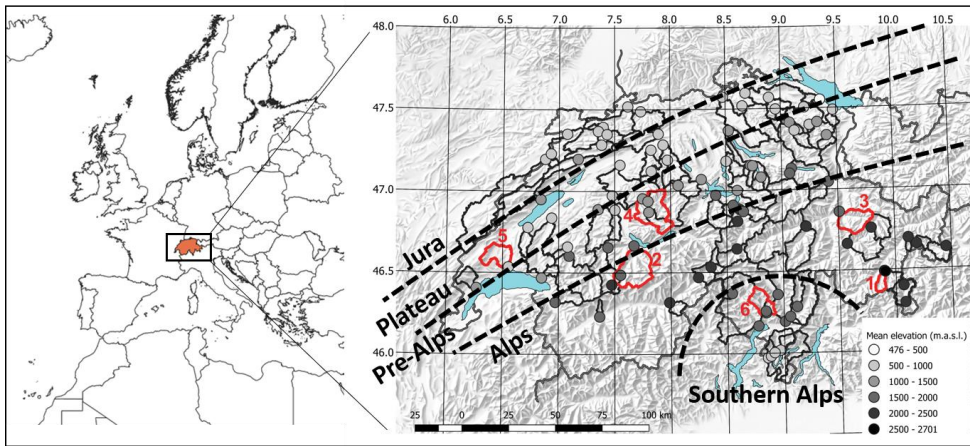 6.0 6.5 7.0 7.5 8.0 8.5 9.0 9.5 10.0 10.5
48.0
47.5
47.0
46.5
46.0
3
4
5
2
1
6
Jura
Plateau
Pre-Alps
Alps
Southern Alps
Mean elevation (m.a.s.l.)
476 - 500
500 - 1000
1000 - 1500
1500 - 2000
2000 - 2500
2500 - 2701
25 0 25 50 75 100 km